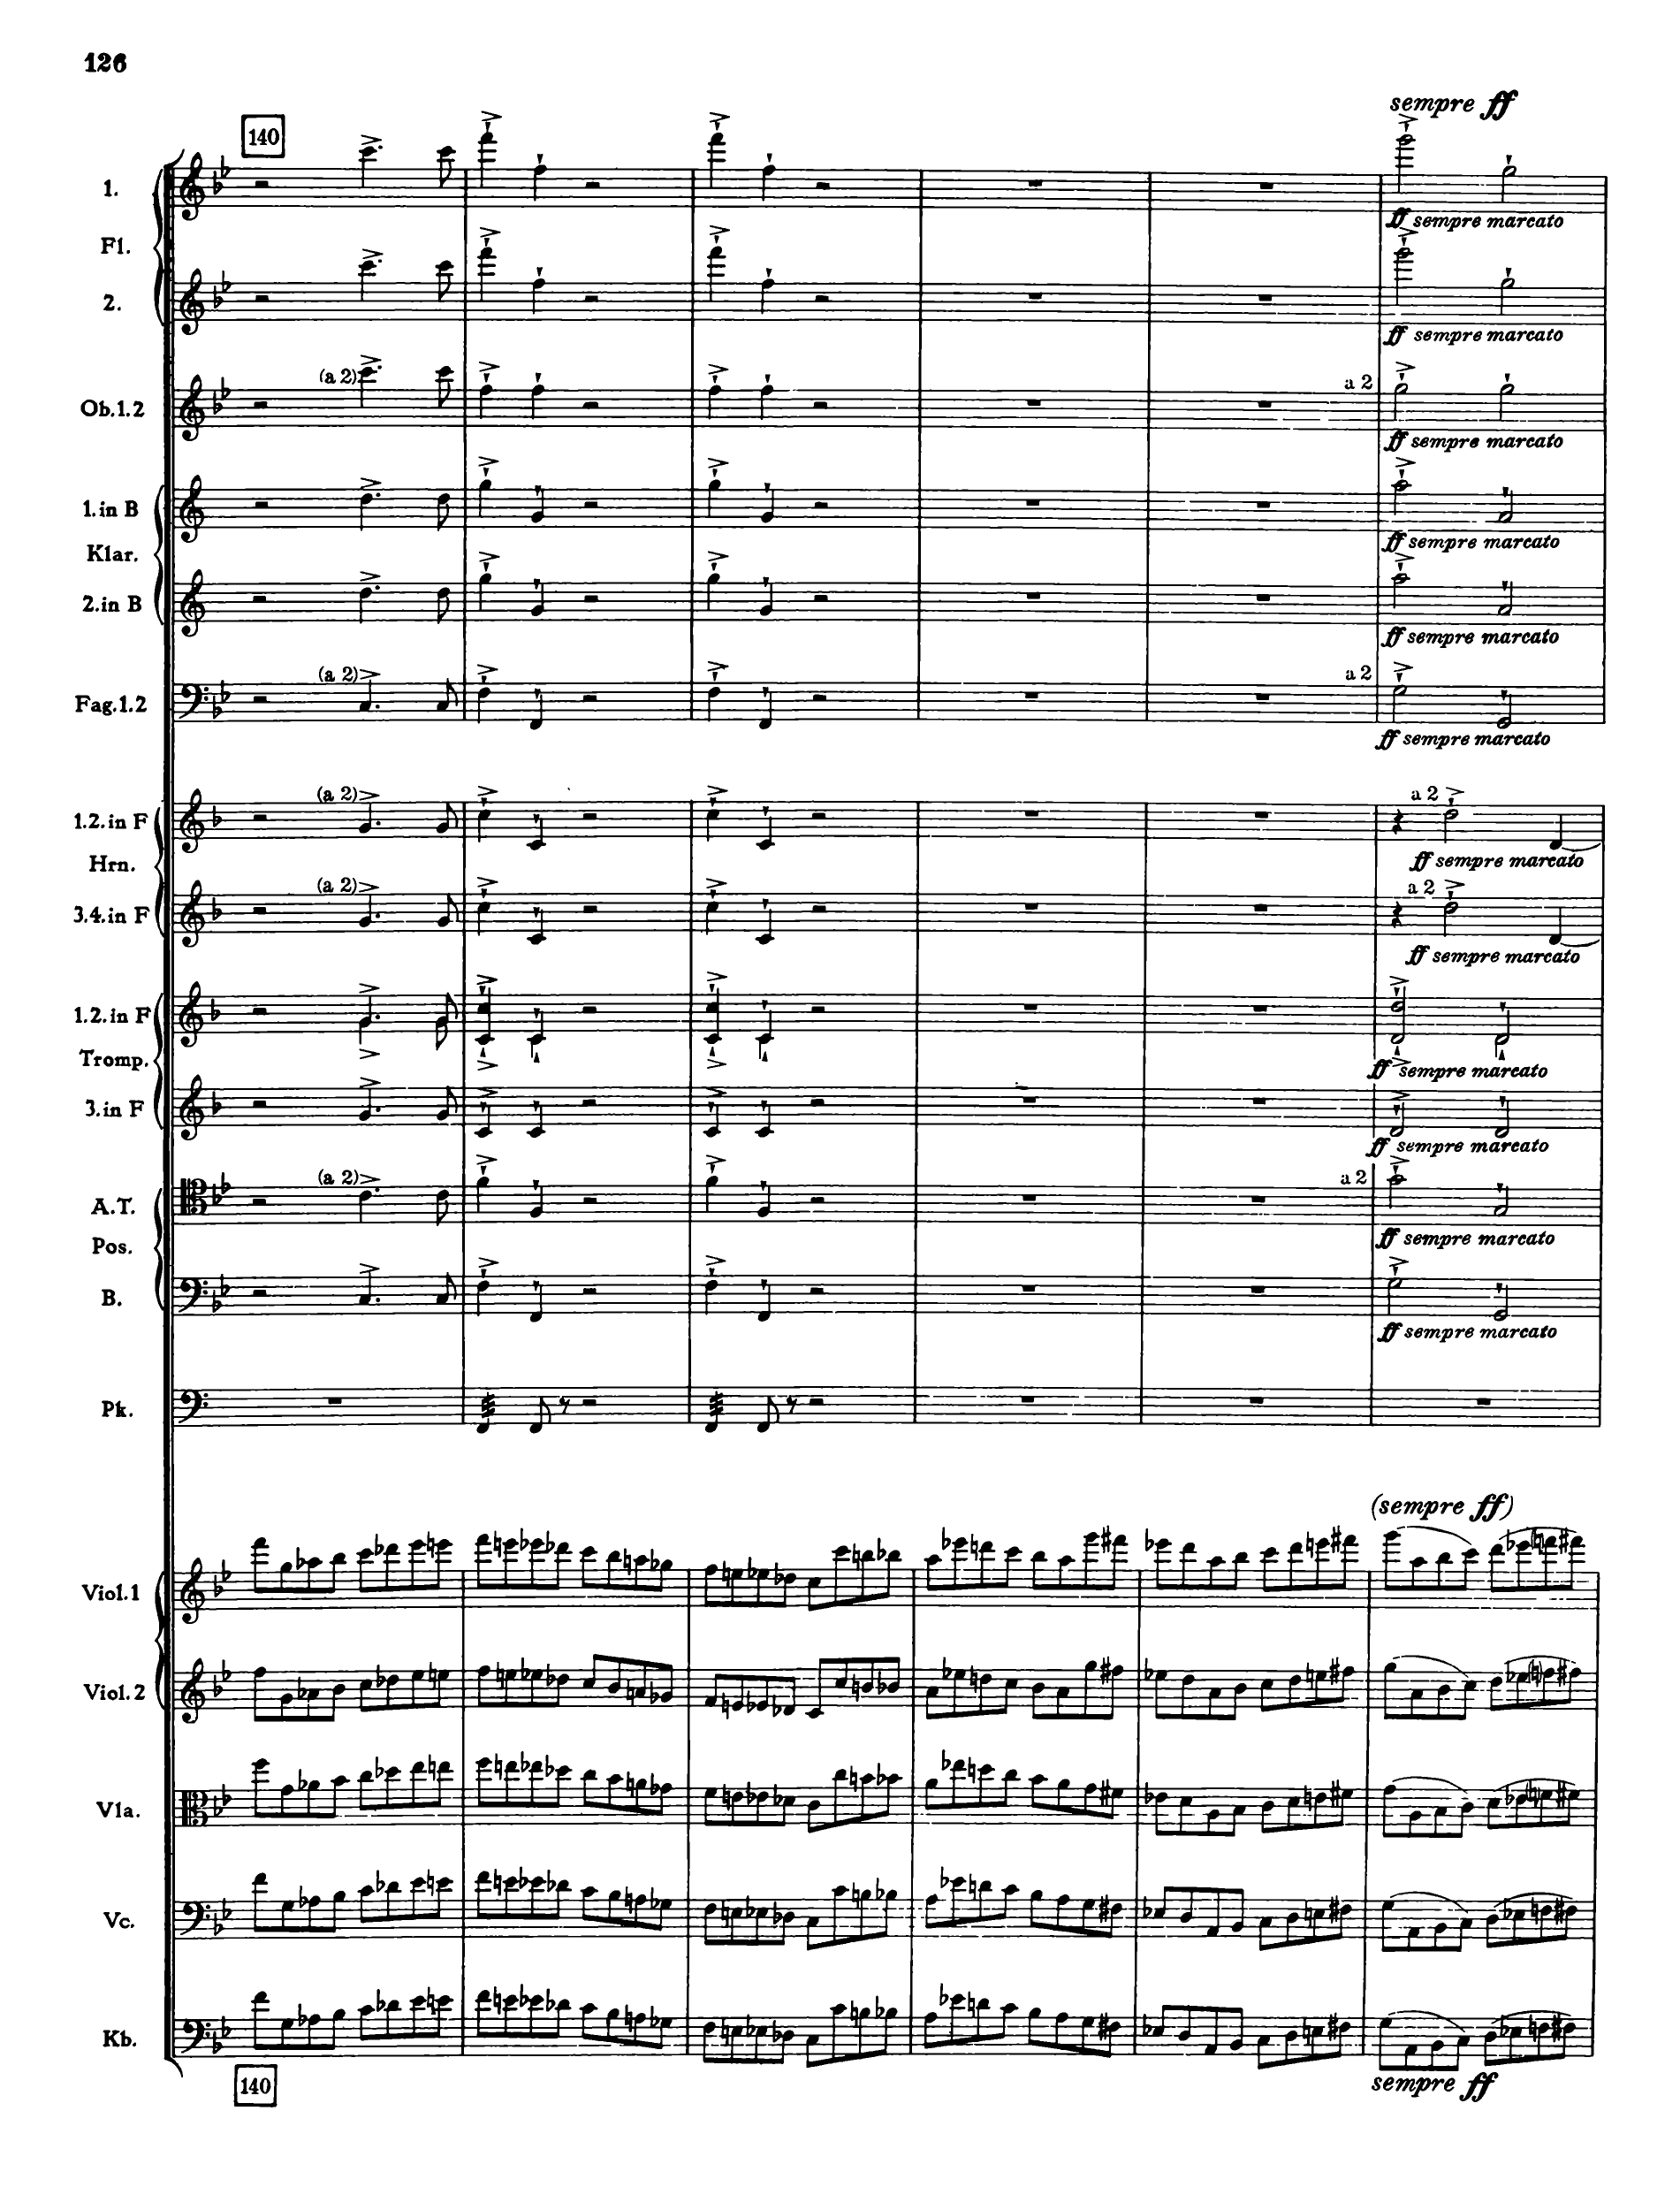 126
sempre ff
140
1.
ff sempre marcato
Fl.
2.
ff sempre marcato
(a 2)
a 2
Ob.1.2
ff sempre marcato
1.in B
ff sempre marcato
Klar.
2.in B
ff sempre marcato
(a 2)
a 2
Fag.1.2
ff sempre marcato
(a 2)
a 2
1.2.in F
ff sempre marcato
Hrn.
(a 2)
a 2
3.4.in F
ff sempre marcato
1.2.in F
Tromp.
ff sempre marcato
3.in F
ff sempre marcato
(a 2)
a 2
A.T.
ff sempre marcato
Pos.
B.
ff sempre marcato
Pk.
(sempre ff)
Viol.1
Viol.2
Vla.
Vc.
Kb.
140
sempre ff